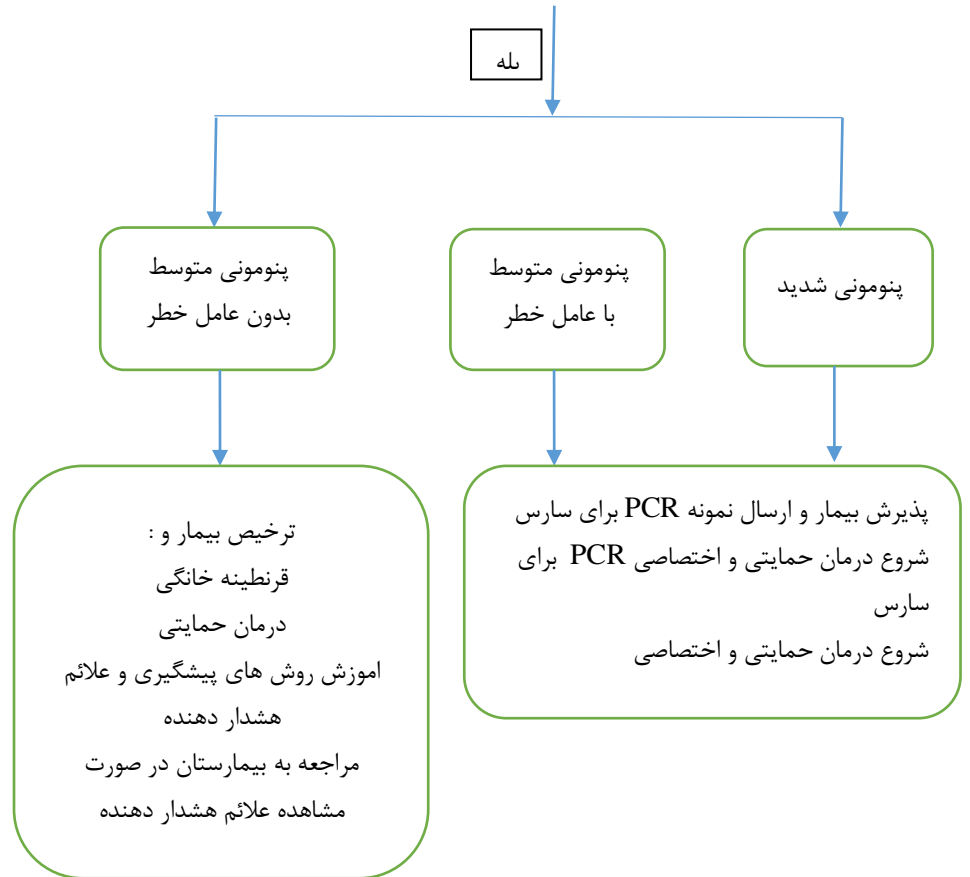 بله
پنومونی شدید
پنومونی متوسط
با عامل خطر
پنومونی متوسط
بدون عامل خطر
پذیرش بیمار و ارسال نمونه PCR برای سارس
شروع درمان حمایتی و اختصاصی PCR برای
سارس
شروع درمان حمایتی و اختصاصی
ترخیص بیمار و :
قرنطینه خانگی
درمان حمایتی
اموزش روش های پیشگیری و علائم
هشدار دهنده
مراجعه به بیمارستان در صورت
مشاهده علائم هشدار دهنده